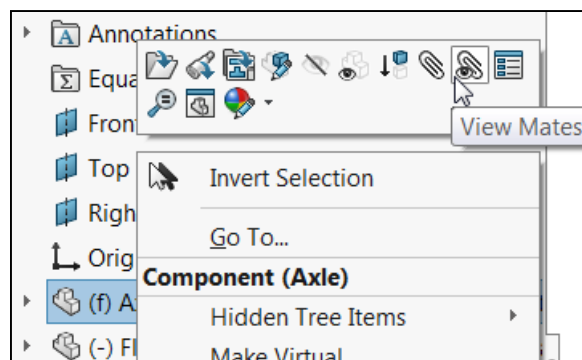 Annotations
Equa
Fron
View Mates
Top
Invert Selection
Righ
Go To...
Orig
Component (Axle)
(f) A
Hidden Tree Items
(-) Fl
Make Virtual